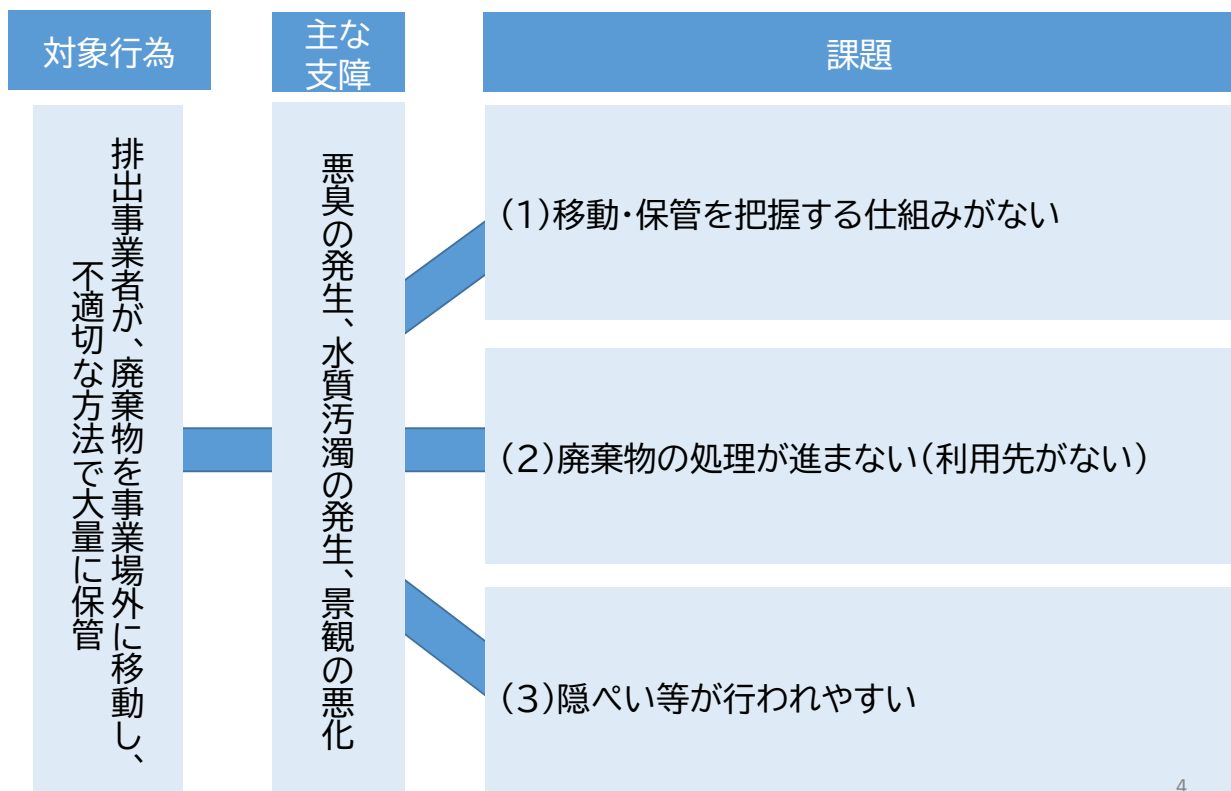 対象行為
主な
支障
課題
排出事業者が、廃棄物を事業場外に移動し、
不適切な方法で大量に保管
悪臭の発生、水質汚濁の発生、景観の悪化
(1)移動・保管を把握する仕組みがない
(2)廃棄物の処理が進まない(利用先がない)
(3)隠ぺい等が行われやすい
4